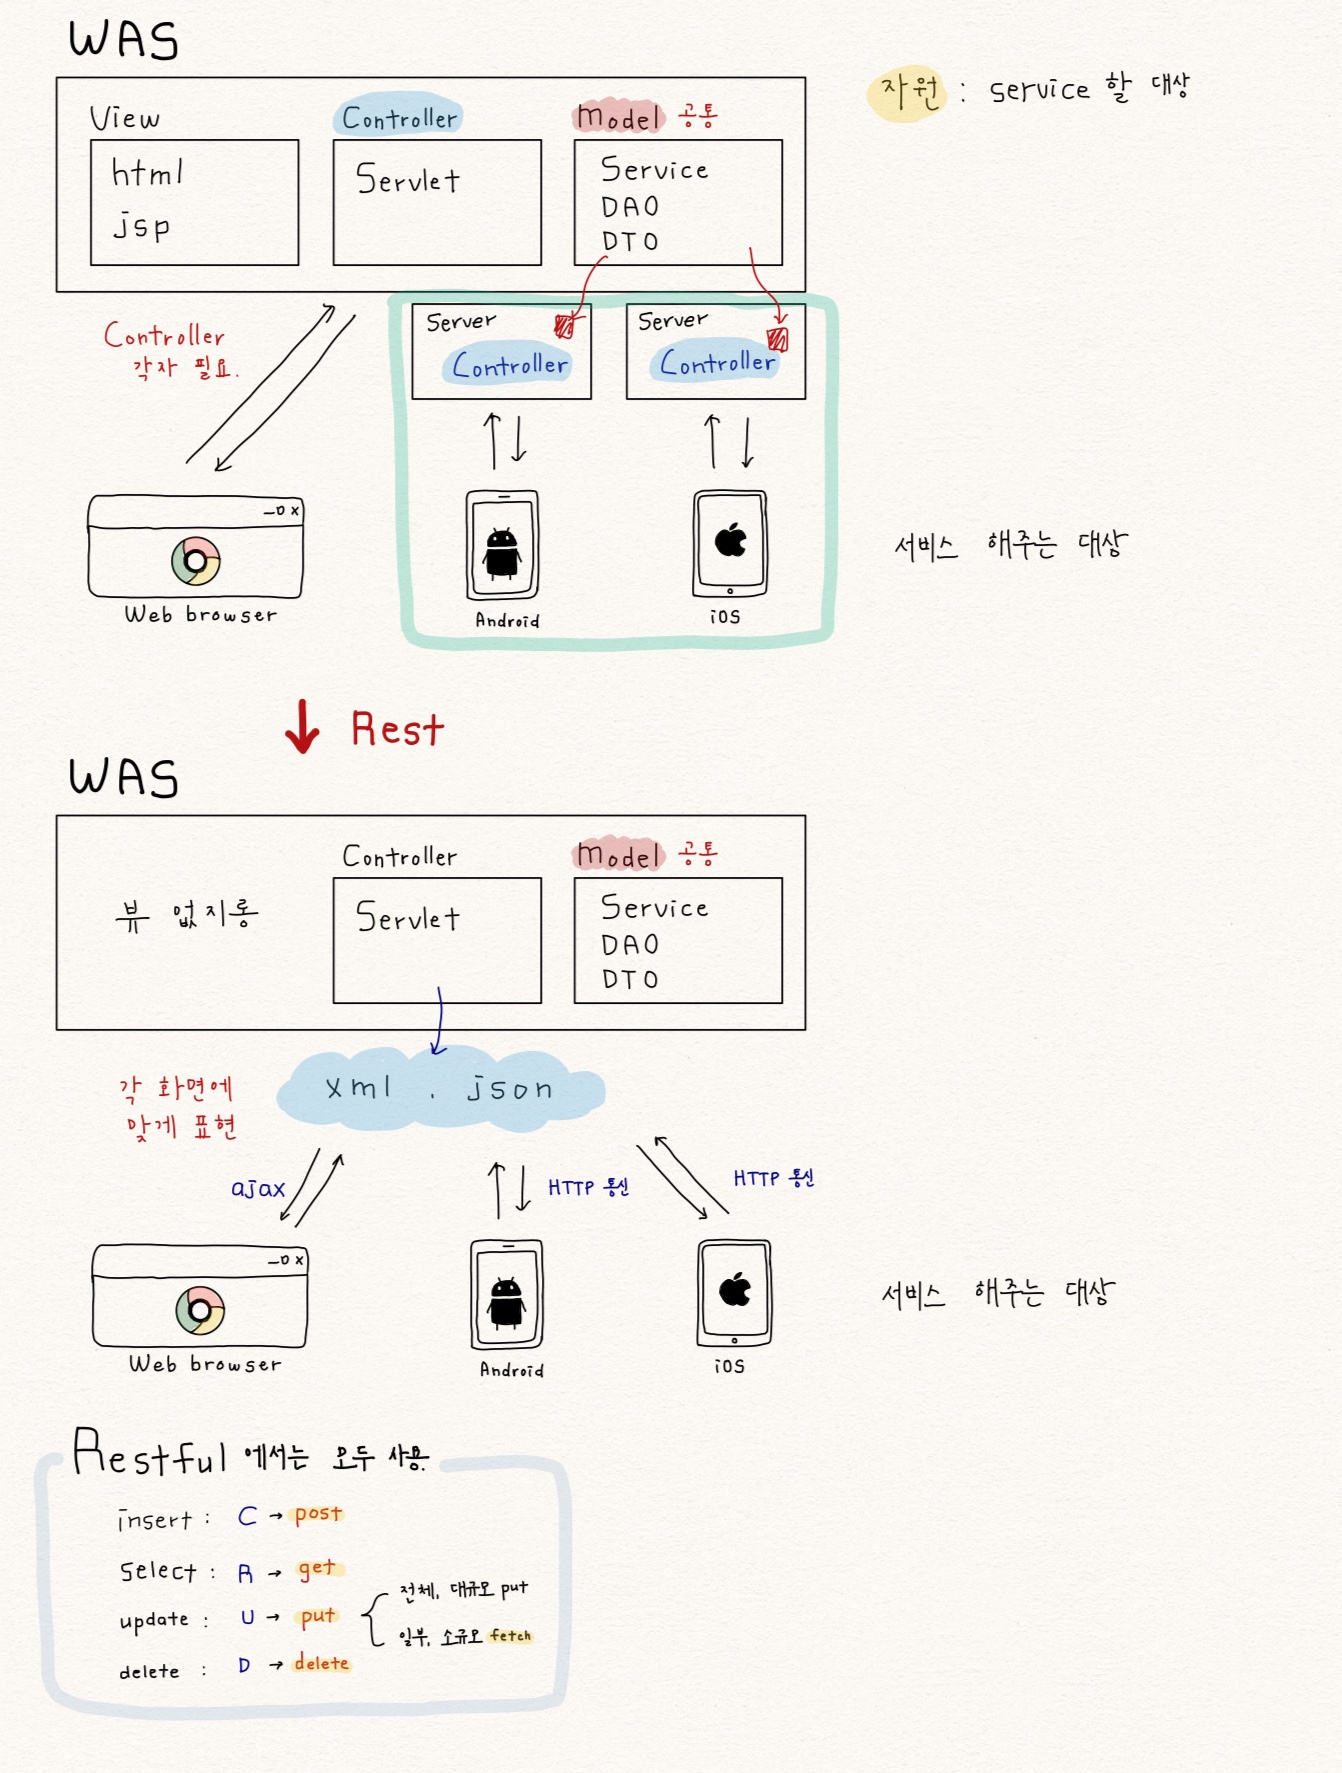 WAS
자원 : service 할 대상
View
Controller
Model 공통
html
jsp
Servlet
Service
DAO
DTO
Controller
각자 필요.
Server
Controller
Server
Controller
_ㅁx
Web browser
Android
iOS
서비스 해주는 대상
Rest
WAS
뷰 없지롱
Controller
Model 공통
Servlet
Service
DAO
DTO
각 화면에
맞게 표현
xml . json
ajax
HTTP 통신
HTTP 통신
_ㅁx
Web browser
Android
iOS
서비스 해주는 대상
Restful 에서는 모두 사용.
insert : C → post
Select : R → get
update : U → put
전체, 대규모 put
일부, 소규모 fetch
delete : D → delete